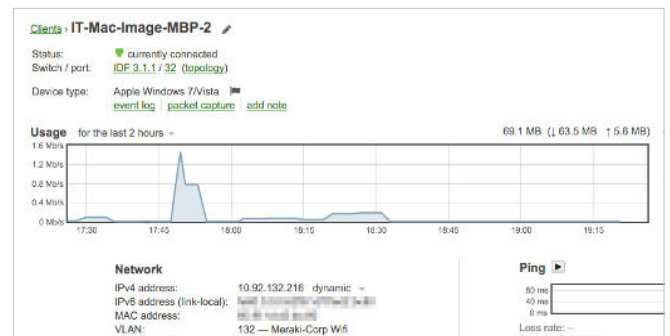 Clients › IT-Mac-Image-MBP-2
Status: currently connected
Switch / port: IDF 3.1.1 / 32 (topology)
Device type: Apple Windows 7/Vista
event log packet capture add note
Usage for the last 2 hours 69.1 MB (↓ 63.5 MB ↑ 5.6 MB)
1.6 Mb/s
1.2 Mb/s
0.8 Mb/s
0.4 Mb/s
0 Mb/s
17:30 17:45 18:00 18:15 18:30 18:45 19:00 19:15
Network
IPv4 address: 10.92.132.216 dynamic
IPv6 address (link-local):
MAC address:
VLAN: 132 — Meraki-Corp Wifi
Ping
80 ms
40 ms
0 ms
Loss rate: –